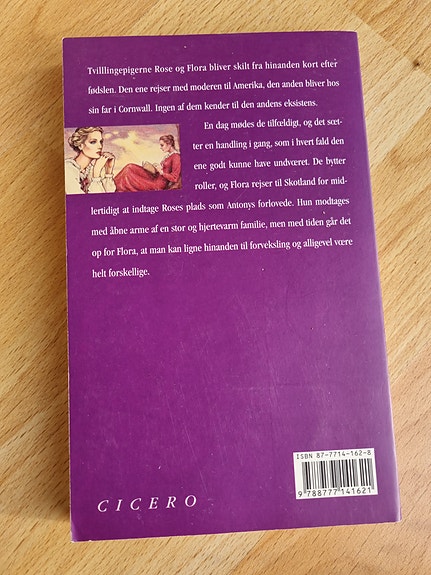 Tvilllingepigerne Rose og Flora bliver skilt fra hinanden kort efter
fødslen. Den ene rejser med moderen til Amerika, den anden bliver hos
sin far i Cornwall. Ingen af dem kender til den andens eksistens.
En dag mødes de tilfældigt, og det sæt-
ter en handling i gang, som i hvert fald den
ene godt kunne have undværet. De bytter
roller, og Flora rejser til Skotland for mid-
lertidigt at indtage Roses plads som Antonys forlovede. Hun modtages
med åbne arme af en stor og hjertevarm familie, men med tiden går det
op for Flora, at man kan ligne hinanden til forveksling og alligevel være
helt forskellige.
ISBN 87-7714-162-8
9 788777 141621
CICERO